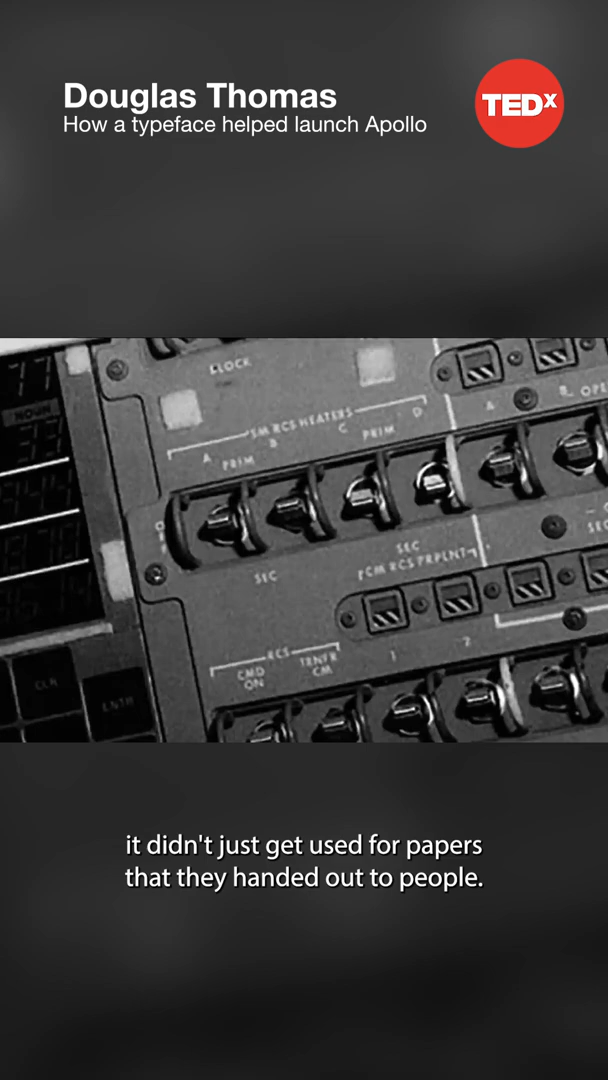 Douglas Thomas
How a typeface helped launch Apollo
TEDx
CLOCK
SM RCS HEATERS
A
PRIM
B
C
PRIM
D
A
B
SEC
SEC
CM RCS PRPLNT
1
2
RCS
CMD
ON
TRNFR
CM
CLR
ENTR
NOUN
77
it didn't just get used for papers
that they handed out to people.